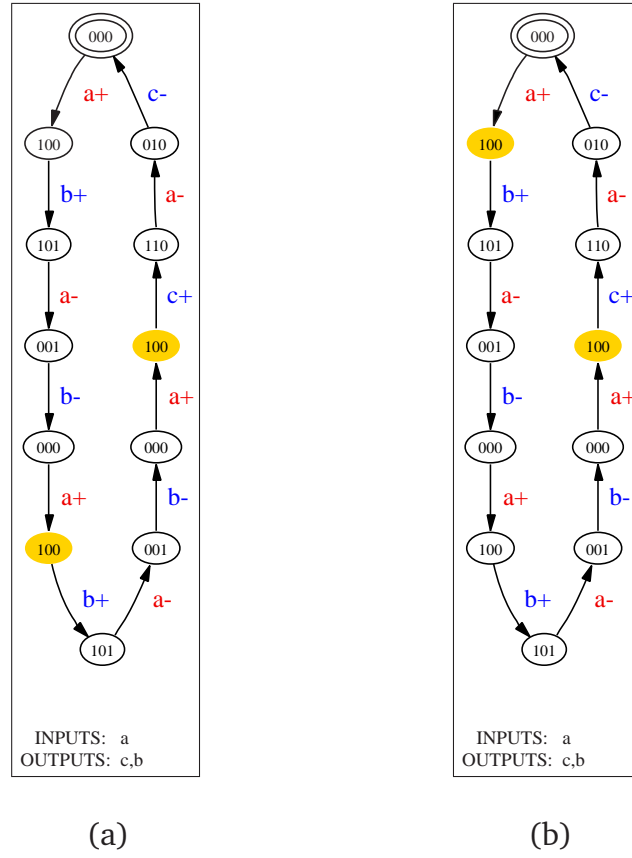 000
a+
c-
100
010
b+
a-
101
110
a-
c+
001
100
b-
a+
000
000
a+
b-
100
001
b+
a-
101
INPUTS: a
OUTPUTS: c,b
(a)
000
a+
c-
100
010
b+
a-
101
110
a-
c+
001
100
b-
a+
000
000
a+
b-
100
001
b+
a-
101
INPUTS: a
OUTPUTS: c,b
(b)